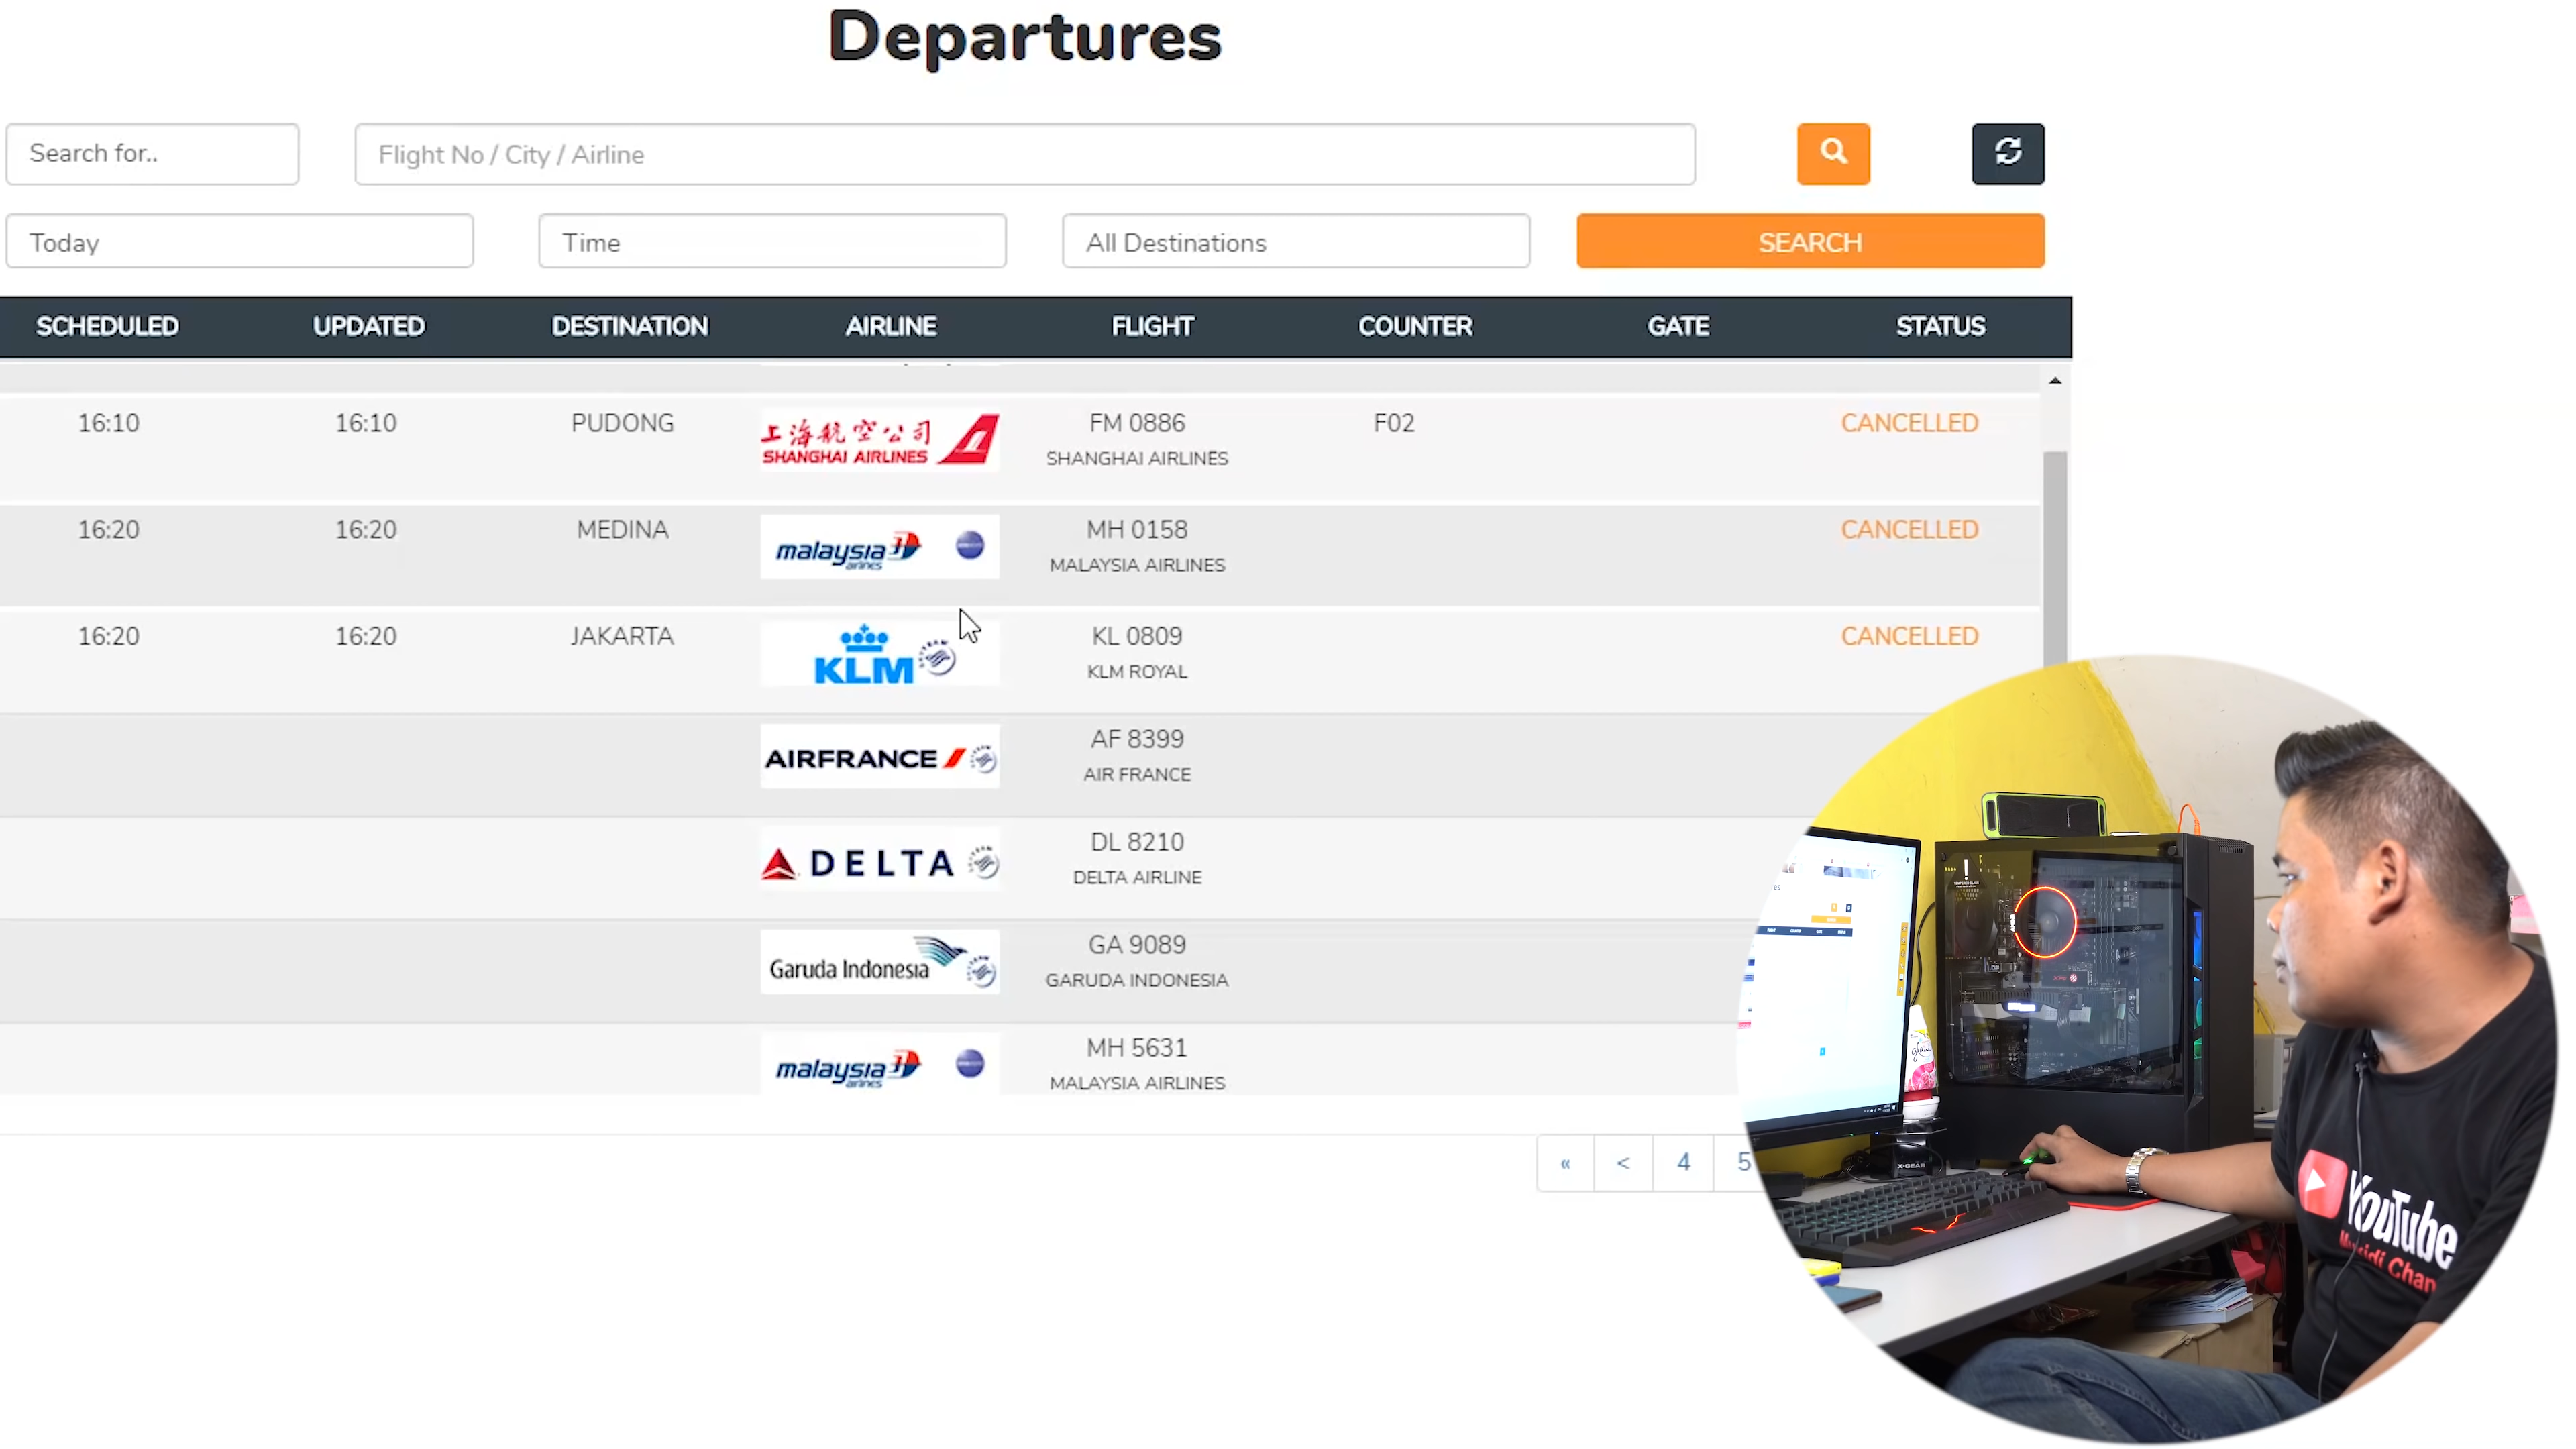 Departures
Search for..
Flight No / City / Airline
Today
Time
All Destinations
SEARCH
SCHEDULED UPDATED DESTINATION AIRLINE FLIGHT COUNTER GATE STATUS
16:10 16:10 PUDONG 上海航空公司 SHANGHAI AIRLINES FM 0886 F02 CANCELLED
SHANGHAI AIRLINES
16:20 16:20 MEDINA malaysia airlines MH 0158 CANCELLED
MALAYSIA AIRLINES
16:20 16:20 JAKARTA KLM KL 0809 CANCELLED
KLM ROYAL
AIRFRANCE AF 8399
AIR FRANCE
DELTA DL 8210
DELTA AIRLINE
Garuda Indonesia GA 9089
GARUDA INDONESIA
malaysia airlines MH 5631
MALAYSIA AIRLINES
« < 4 5
X-GEAR
YouTube